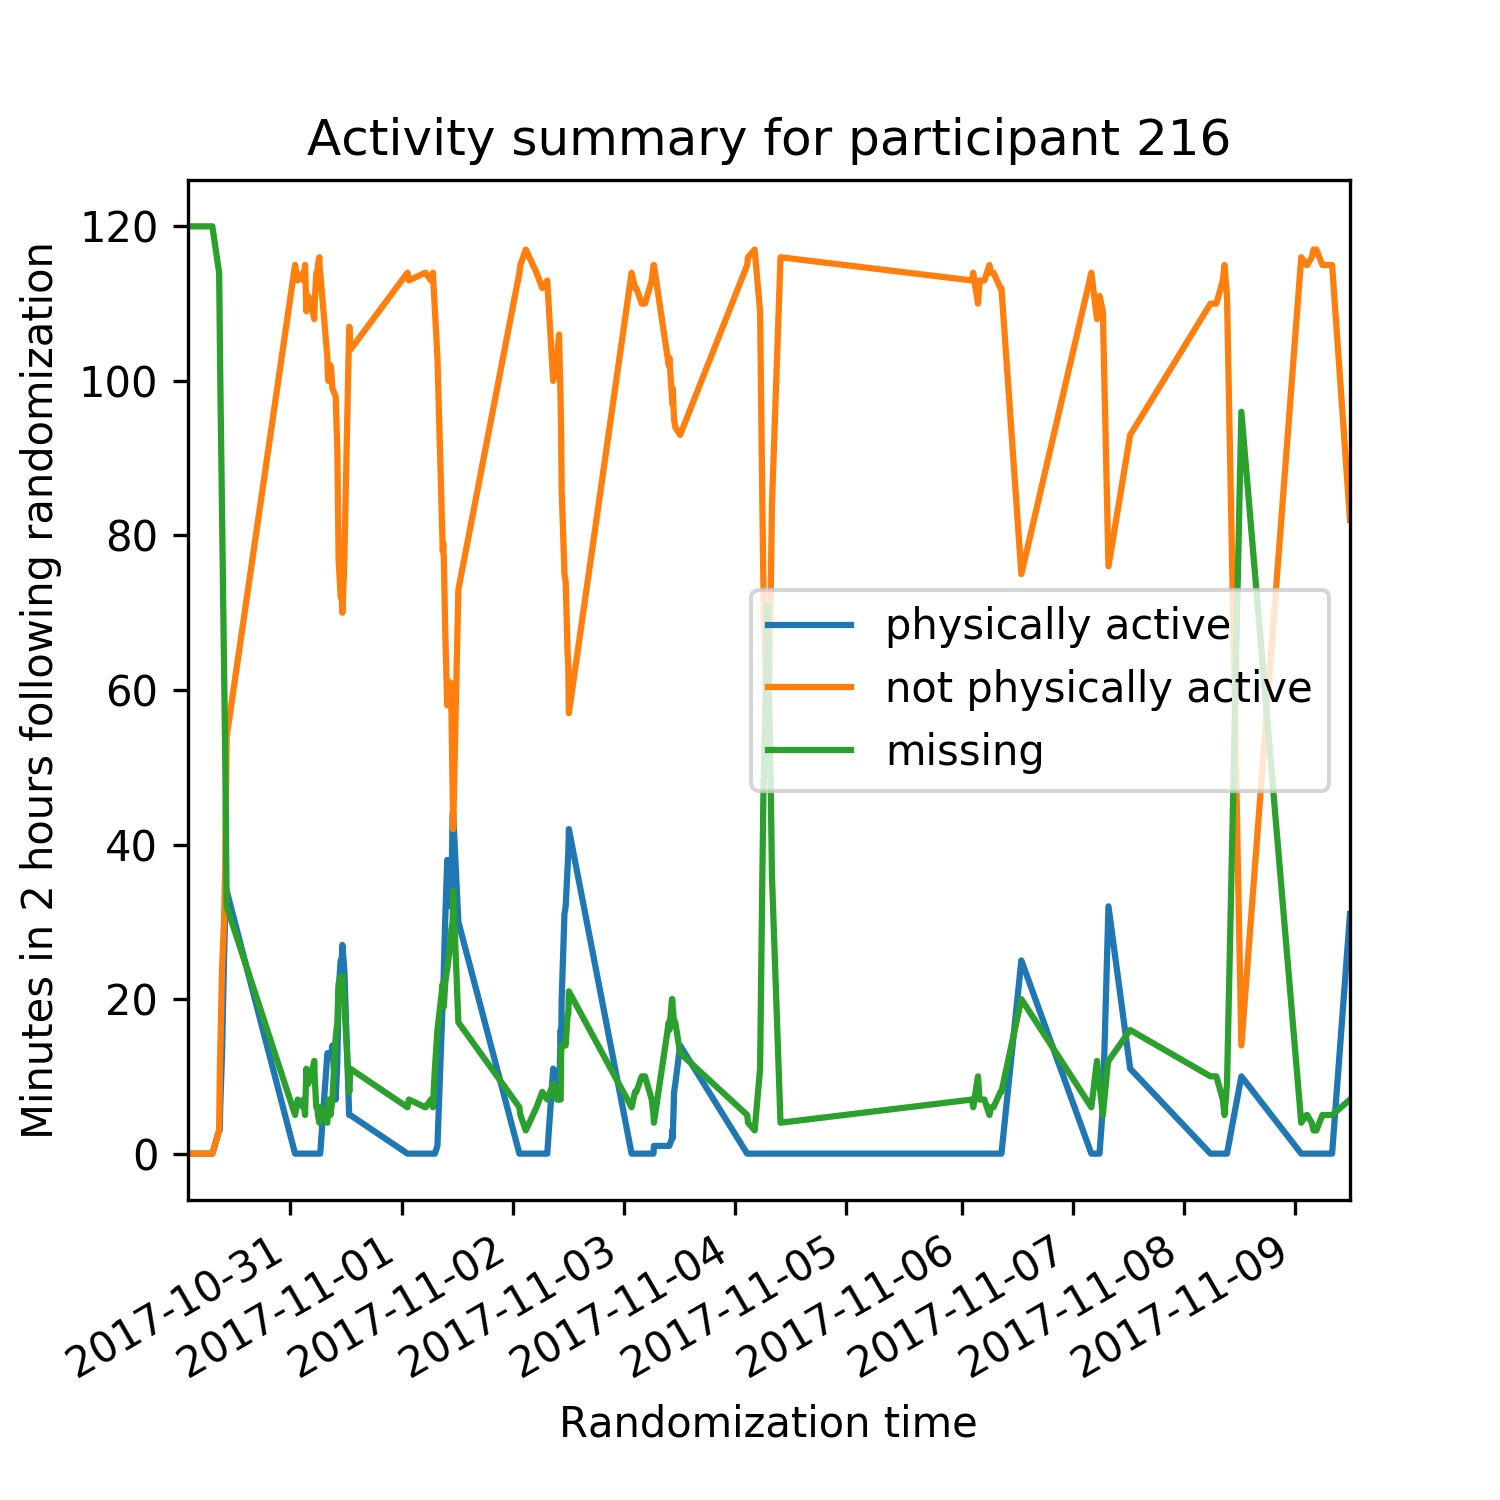 Activity summary for participant 216
Minutes in 2 hours following randomization
120
100
80
60
40
20
0
physically active
not physically active
missing
2017-10-31
2017-11-01
2017-11-02
2017-11-03
2017-11-04
2017-11-05
2017-11-06
2017-11-07
2017-11-08
2017-11-09
Randomization time